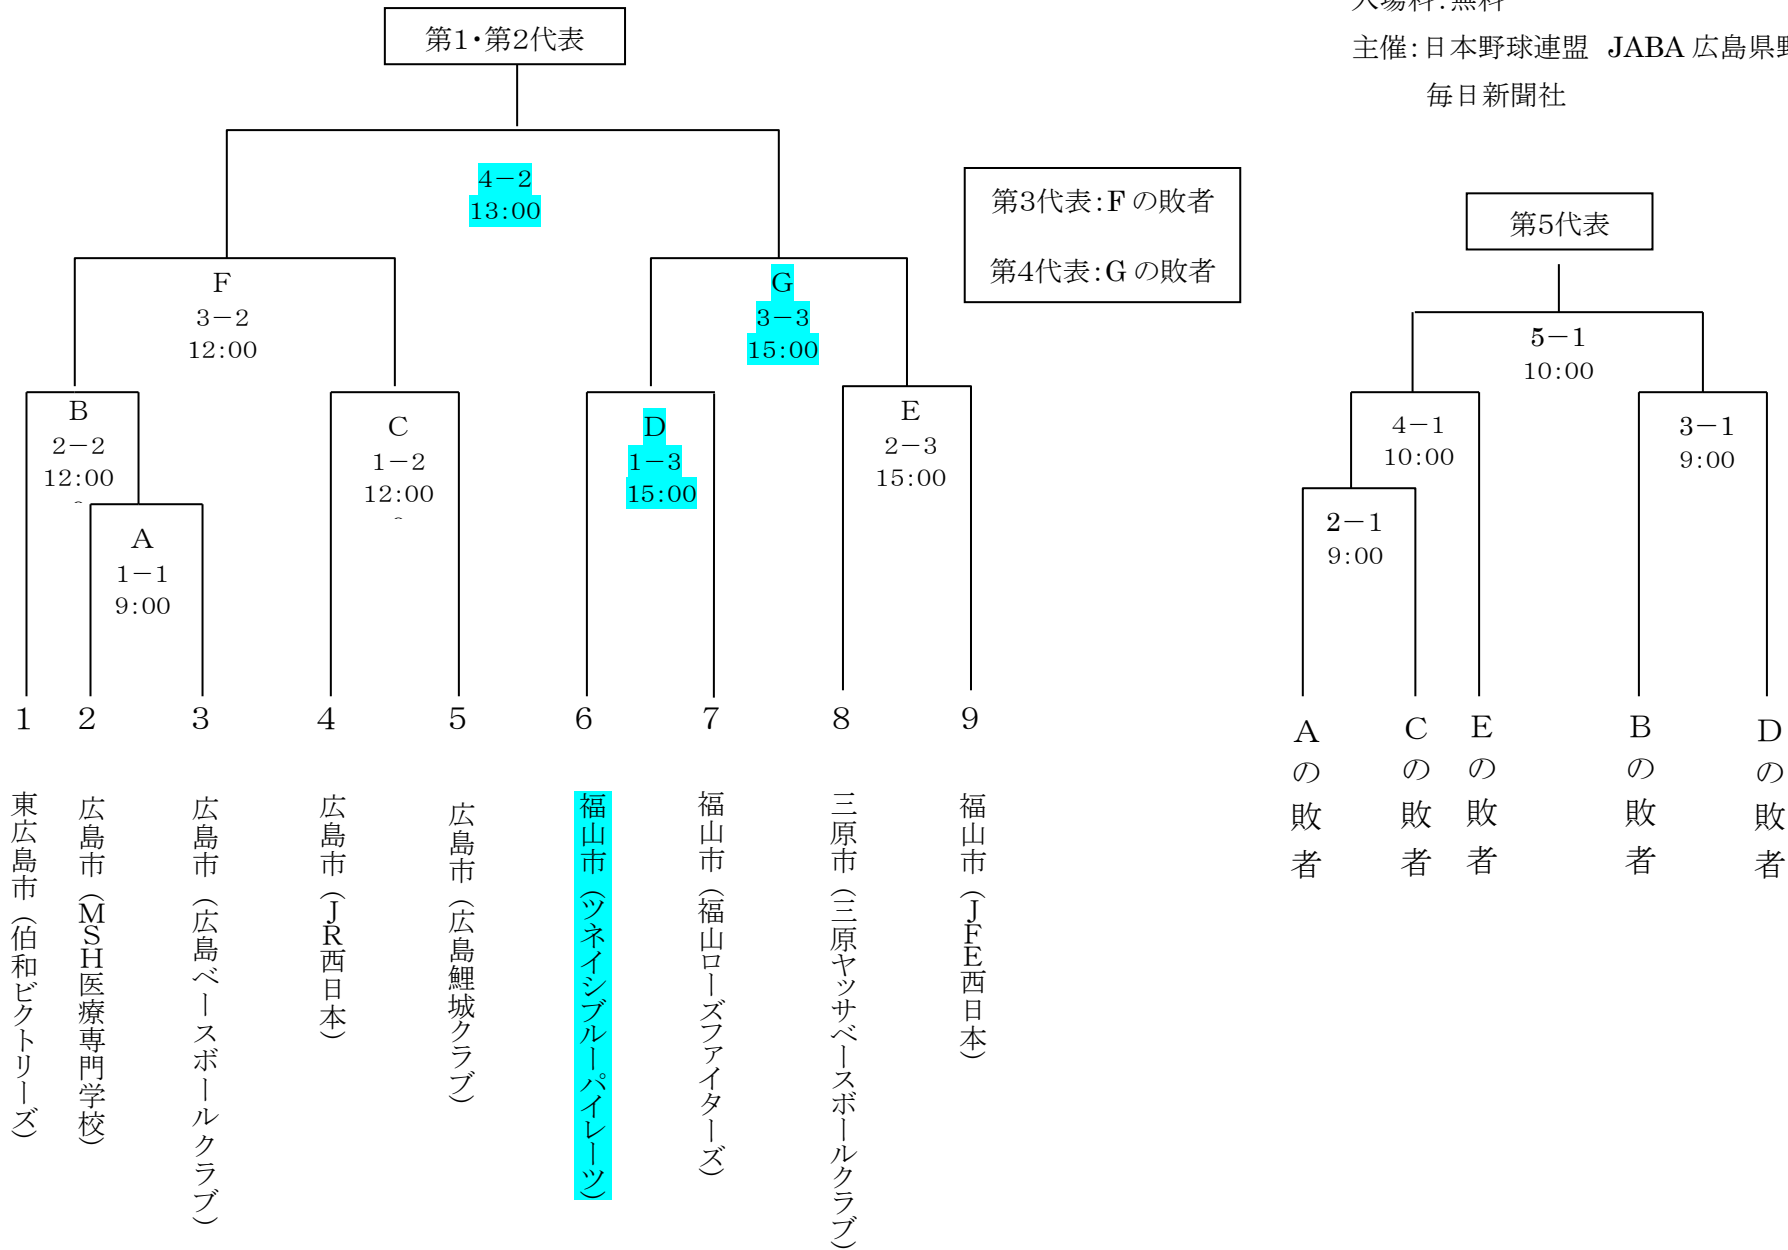 入場料：無料
主催：日本野球連盟 JABA 広島県野
毎日新聞社
第1・第2代表
4－2
13:00
第3代表：F の敗者
第4代表：G の敗者
第5代表
F
3－2
12:00
G
3－3
15:00
5－1
10:00
B
2－2
12:00
C
1－2
12:00
D
1－3
15:00
E
2－3
15:00
4－1
10:00
3－1
9:00
A
1－1
9:00
2－1
9:00
1
2
3
4
5
6
7
8
9
東広島市（伯和ビクトリーズ）
広島市（MSH医療専門学校）
広島市（広島ベースボールクラブ）
広島市（JR西日本）
広島市（広島鯉城クラブ）
福山市（ツネイシブルーパイレーツ）
福山市（福山ローズファイターズ）
三原市（三原ヤッサベースボールクラブ）
福山市（JFE西日本）
Aの敗者
Cの敗者
Eの敗者
Bの敗者
Dの敗者